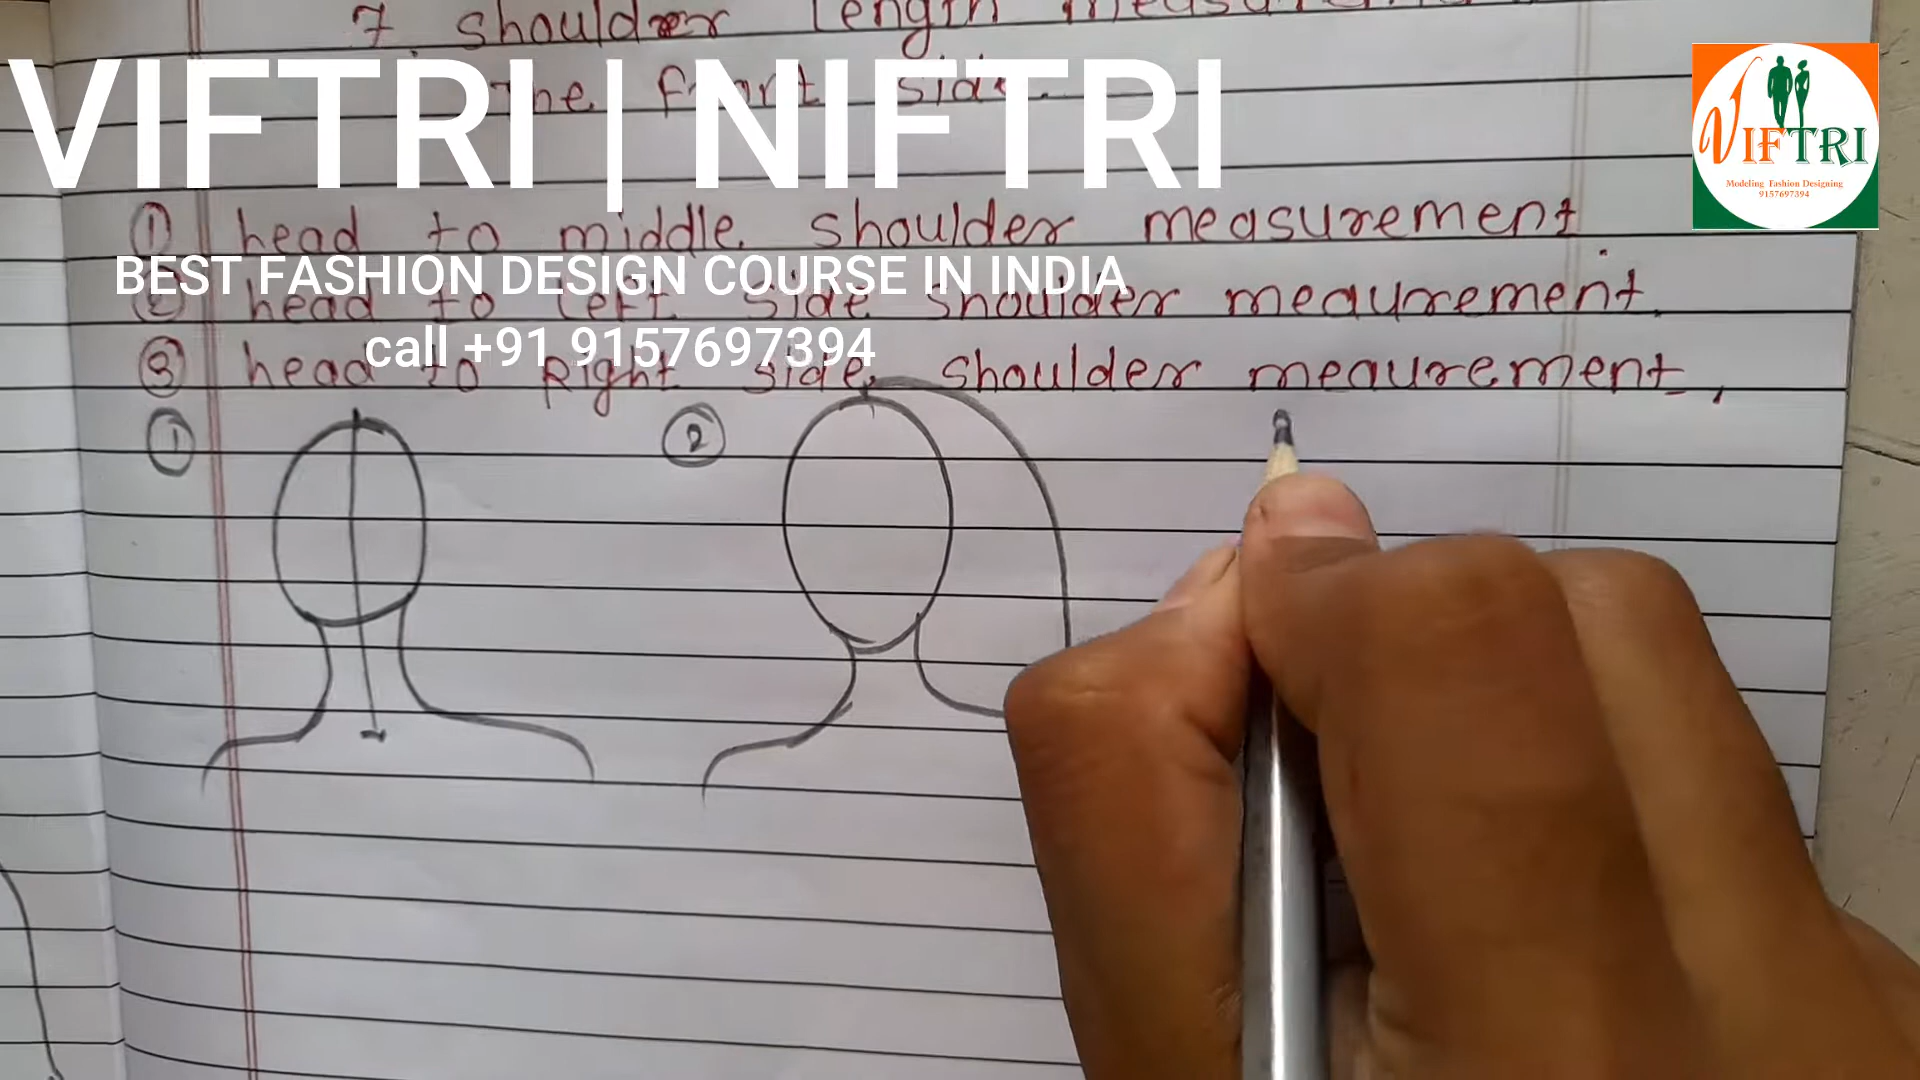 7. shoulder length
the front side.
VIFTRI | NIFTRI
VIFTRI
Modeling Fashion Designing
9157697394
① head to middle shoulder measurement.
BEST FASHION DESIGN COURSE IN INDIA
② head to left side shoulder meaurement.
call +91 9157697394
③ head to Right side shoulder meaurement,
①
②